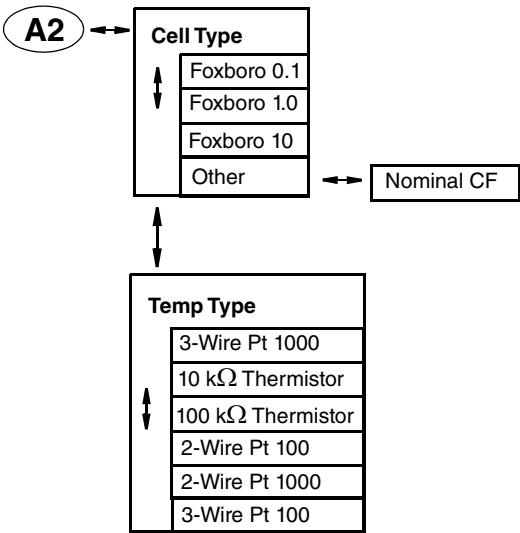 A2
Cell Type
Foxboro 0.1
Foxboro 1.0
Foxboro 10
Other
Nominal CF
Temp Type
3-Wire Pt 1000
10 kΩ Thermistor
100 kΩ Thermistor
2-Wire Pt 100
2-Wire Pt 1000
3-Wire Pt 100